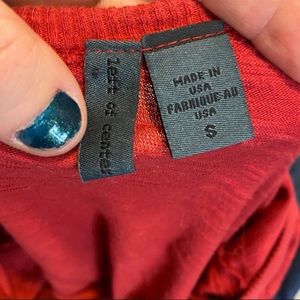 left of center
MADE IN
USA
FABRIQUE AU
USA
S